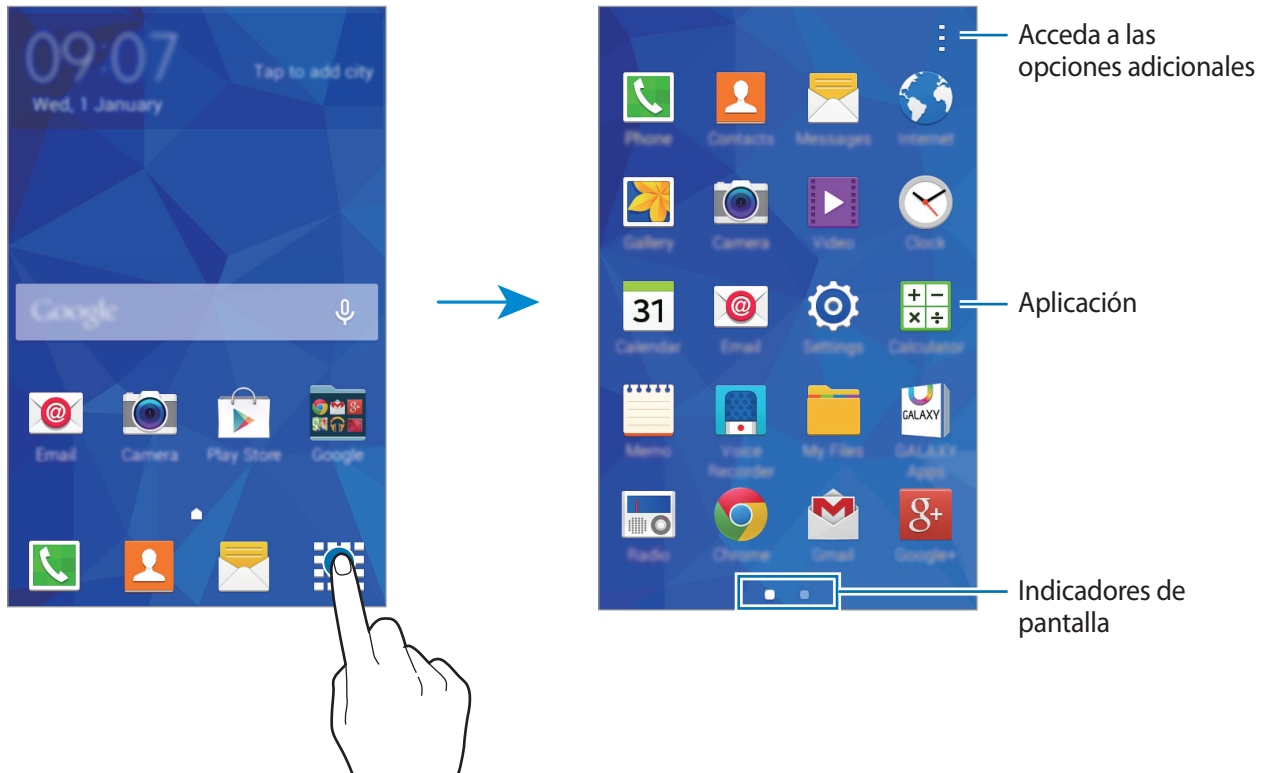 09:07
Tap to add city
Wed, 1 January
Google
Email
Camera
Play Store
Google
Acceda a las
opciones adicionales
Phone
Contacts
Messages
Internet
Gallery
Camera
Video
Clock
31
Aplicación
Calendar
Email
Settings
Calculator
GALAXY
Memo
Voice
Recorder
My Files
GALAXY
Apps
g+
Radio
Chrome
Gmail
Google+
Indicadores de
pantalla